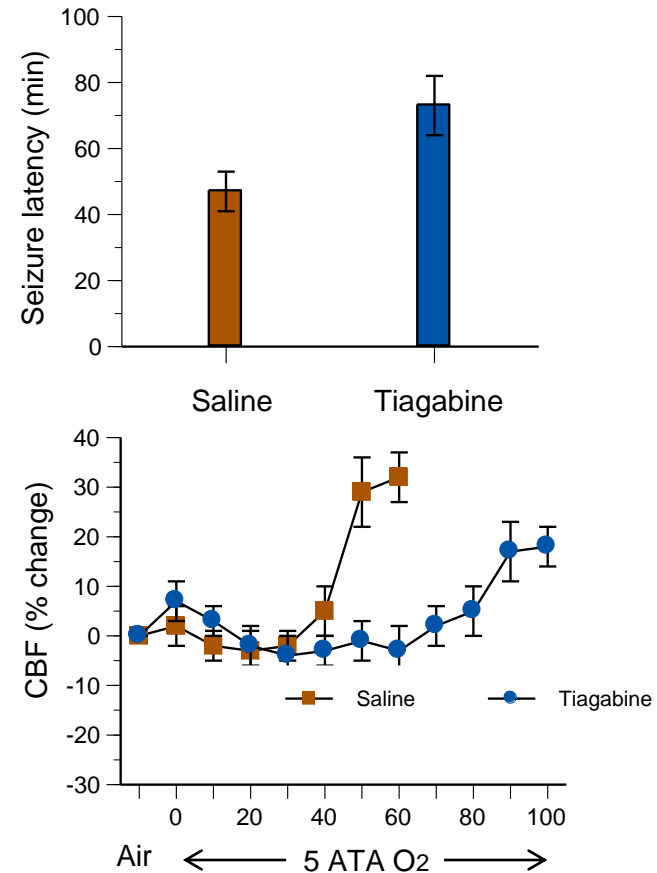 Seizure latency (min)
100
80
60
40
20
0
Saline Tiagabine
CBF (% change)
40
30
20
10
0
-10
-20
-30
Saline Tiagabine
0 20 40 60 80 100
Air 5 ATA O2